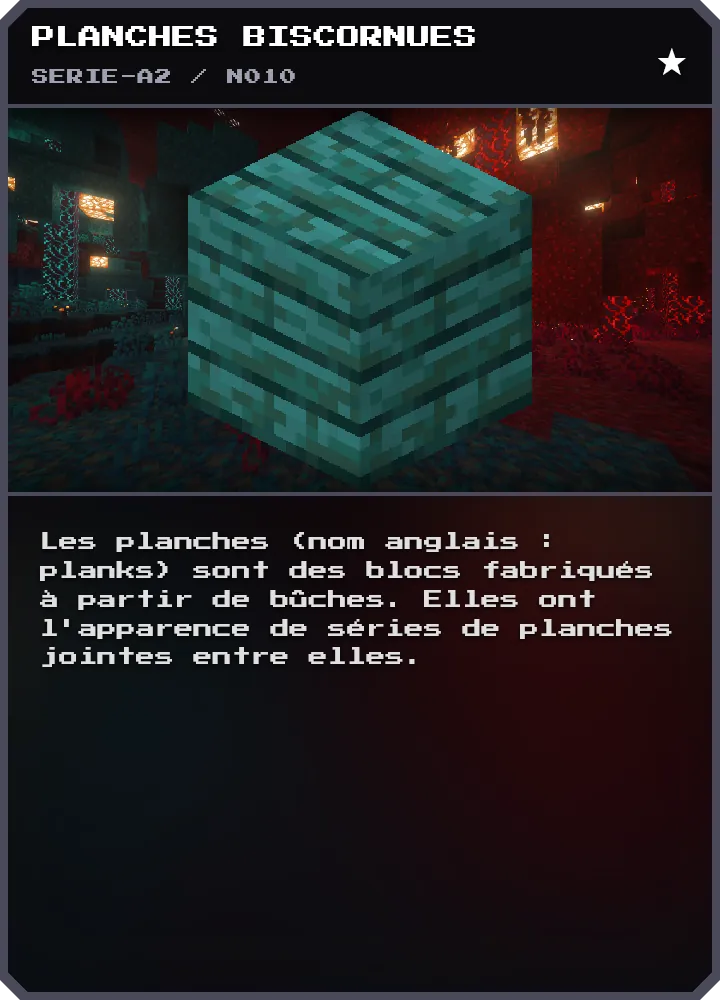 PLANCHES BISCORNUES
SERIE-A2 / N010
Les planches (nom anglais :
planks) sont des blocs fabriqués
à partir de bûches. Elles ont
l'apparence de séries de planches
jointes entre elles.